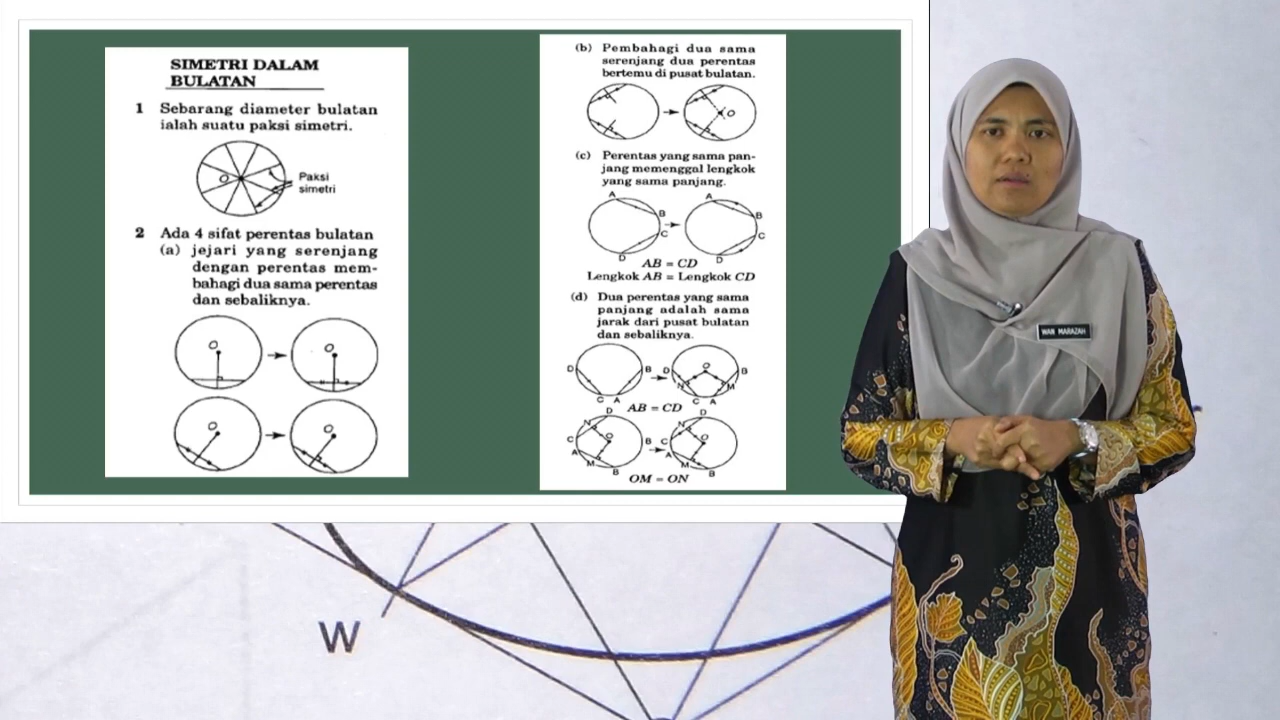 SIMETRI DALAM
BULATAN
1 Sebarang diameter bulatan
ialah suatu paksi simetri.
O
Paksi
simetri
2 Ada 4 sifat perentas bulatan
(a) jejari yang serenjang
dengan perentas mem-
bahagi dua sama perentas
dan sebaliknya.
O
O
O
O
(b) Pembahagi dua sama
serenjang dua perentas
bertemu di pusat bulatan.
O
(c) Perentas yang sama pan-
jang memenggal lengkok
yang sama panjang.
A
B
C
D
A
B
C
D
AB = CD
Lengkok AB = Lengkok CD
(d) Dua perentas yang sama
panjang adalah sama
jarak dari pusat bulatan
dan sebaliknya.
D
B
C
A
D
O
B
N
M
C
A
AB = CD
D
N
C
O
B
A
M
B
D
N
C
O
A
M
B
OM = ON
WAN MARAZAH
W